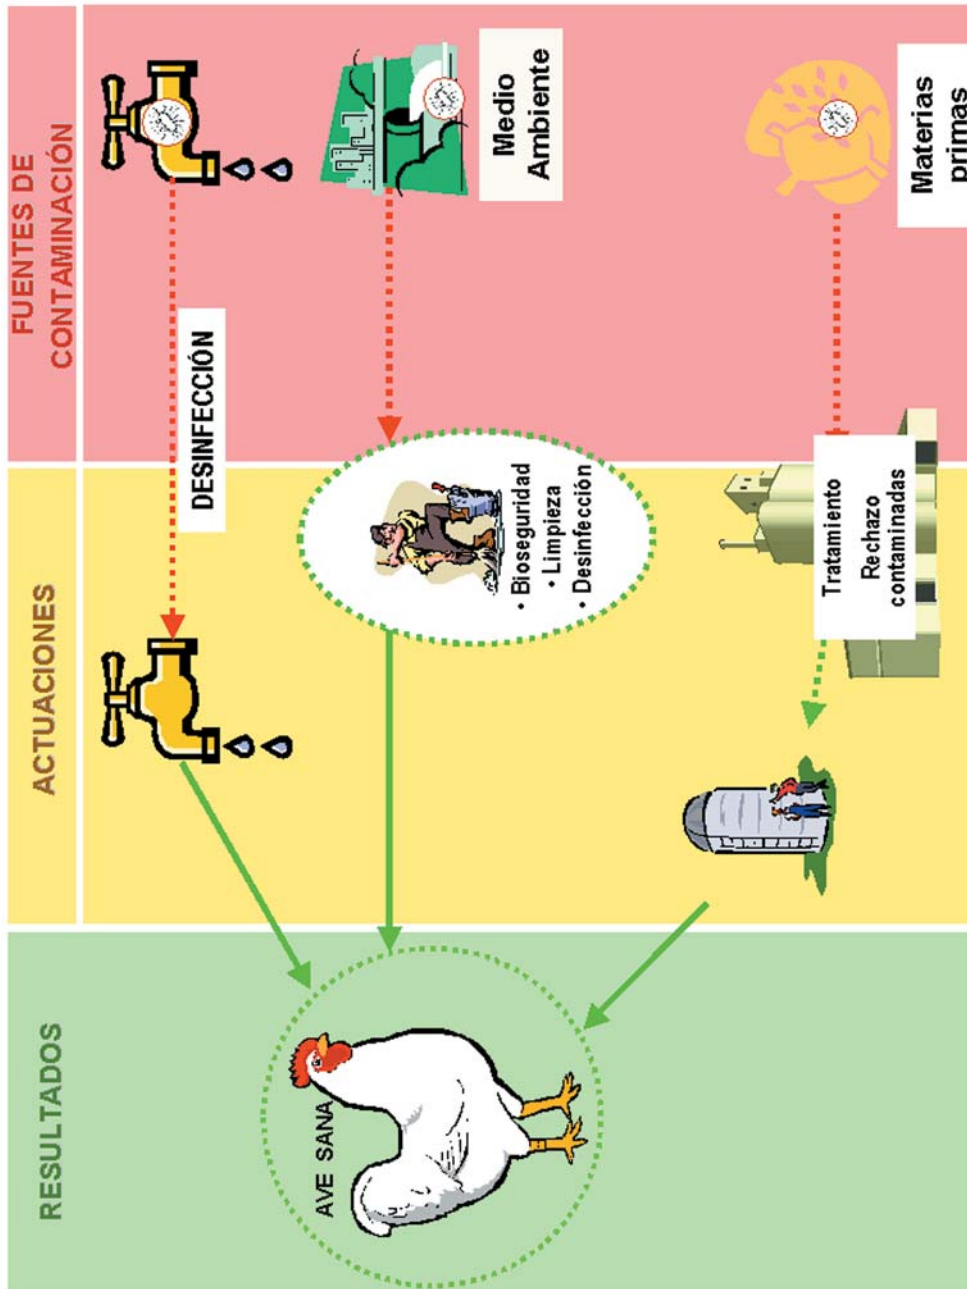 FUENTES DE
CONTAMINACIÓN
ACTUACIONES
RESULTADOS
DESINFECCIÓN
Medio
Ambiente
• Bioseguridad
• Limpieza
• Desinfección
AVE SANA
Materias
primas
Tratamiento
Rechazo
contaminadas